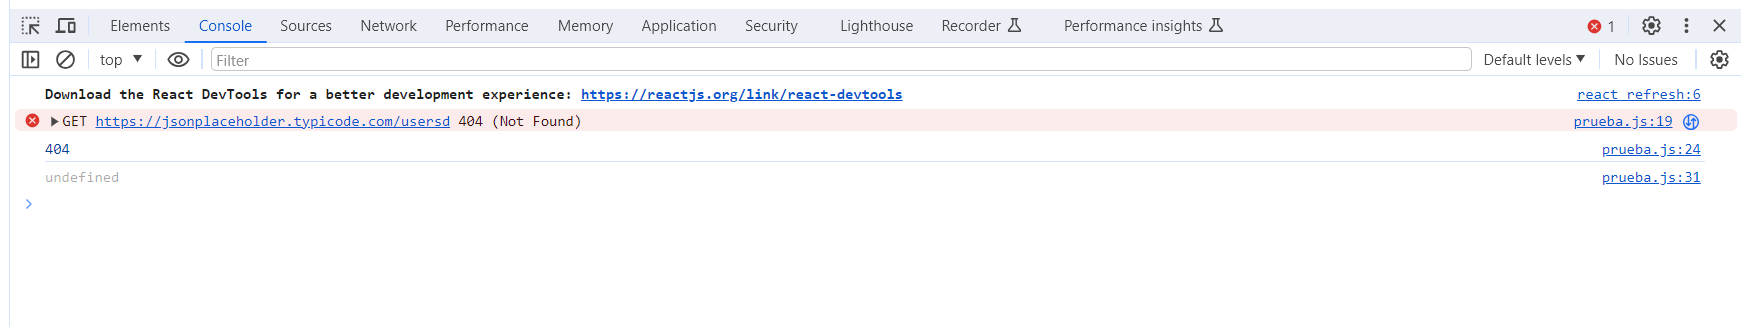 Elements Console Sources Network Performance Memory Application Security Lighthouse Recorder Performance insights 1
top Filter Default levels No Issues
Download the React DevTools for a better development experience: https://reactjs.org/link/react-devtools react refresh:6
GET https://jsonplaceholder.typicode.com/usersd 404 (Not Found) prueba.js:19
404 prueba.js:24
undefined prueba.js:31